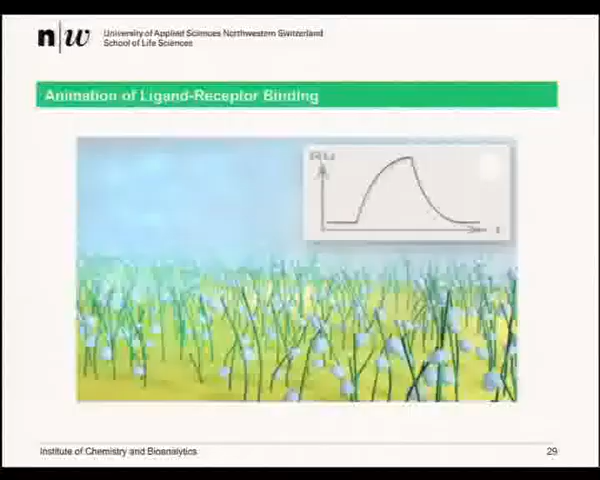 n|w
University of Applied Sciences Northwestern Switzerland
School of Life Sciences
Animation of Ligand-Receptor Binding
t
Institute of Chemistry and Bioanalytics
29